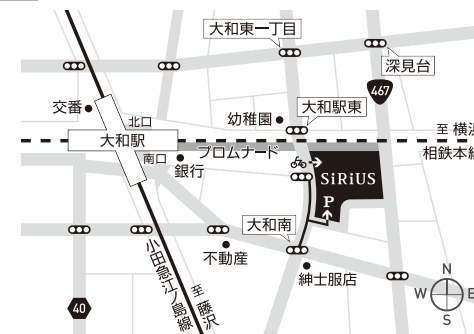 大和東一丁目
深見台
467
交番
北口
幼稚園
大和駅東
至 横浜
大和駅
相鉄本線
南口
プロムナード
銀行
SiRiUS
P
大和南
不動産
小田急江ノ島線
至 藤沢
紳士服店
40
N
W
E
S